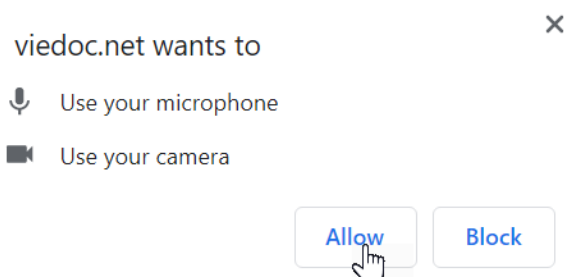 viedoc.net wants to
Use your microphone
Use your camera
Allow
Block